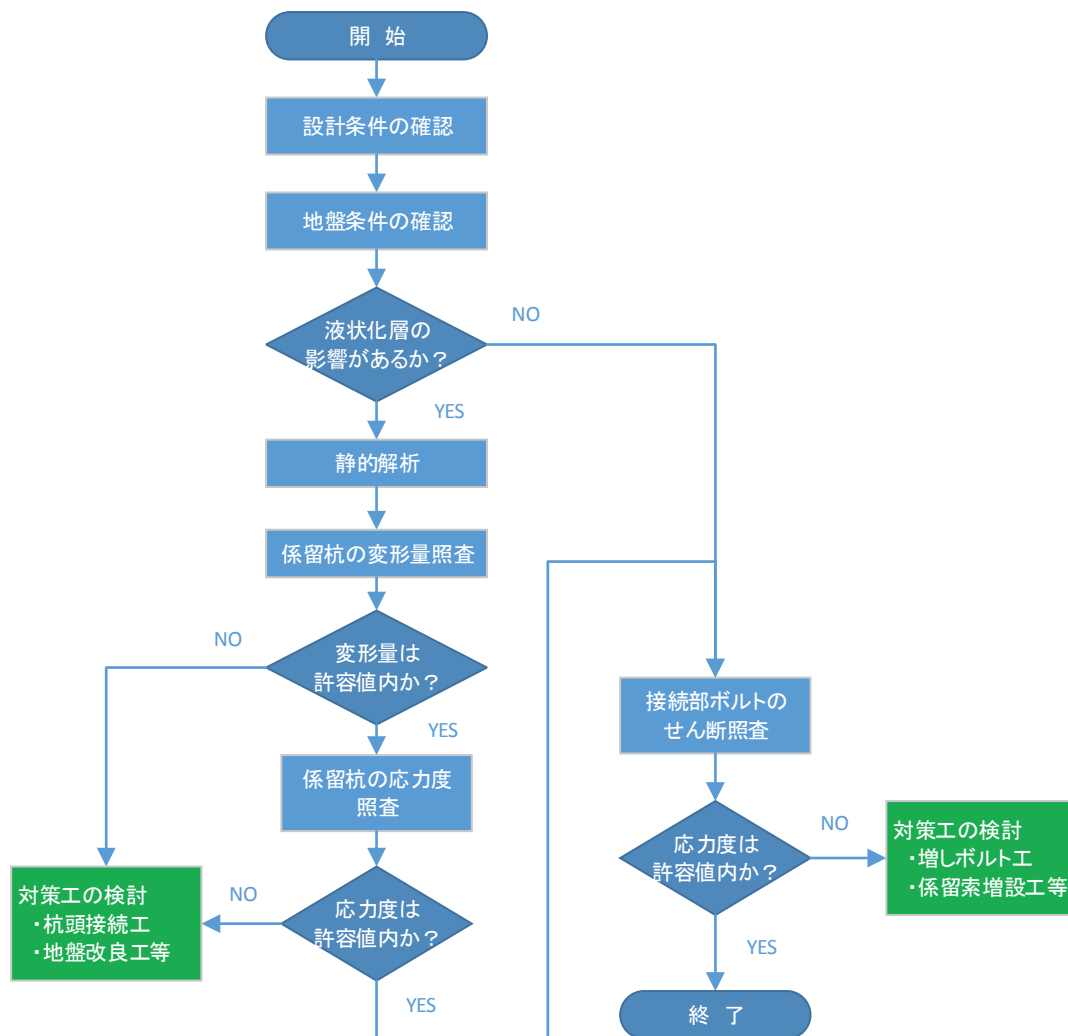 開 始
設計条件の確認
地盤条件の確認
液状化層の
影響があるか？
NO
YES
静的解析
係留杭の変形量照査
変形量は
許容値内か？
NO
YES
係留杭の応力度
照査
応力度は
許容値内か？
NO
YES
対策工の検討
・杭頭接続工
・地盤改良工等
接続部ボルトの
せん断照査
応力度は
許容値内か？
NO
YES
対策工の検討
・増しボルト工
・係留索増設工等
終 了